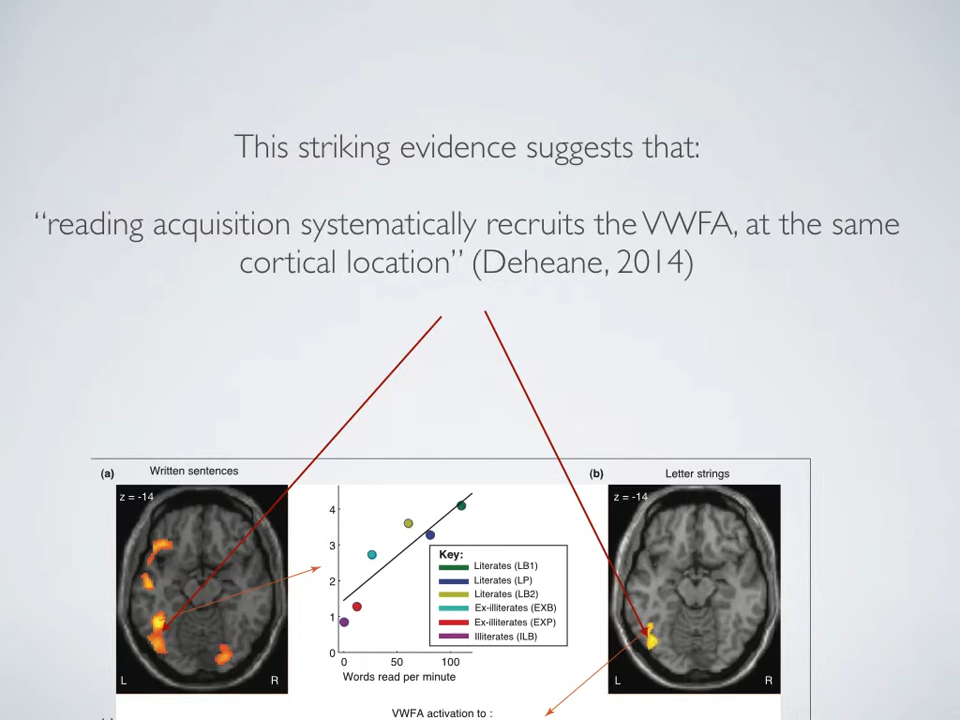 This striking evidence suggests that:
“reading acquisition systematically recruits the VWFA, at the same
cortical location” (Deheane, 2014)
(a)
Written sentences
(b)
Letter strings
z = -14
L
R
4
3
2
1
0
0
50
100
Words read per minute
Key:
Literates (LB1)
Literates (LP)
Literates (LB2)
Ex-illiterates (EXB)
Ex-illiterates (EXP)
Illiterates (ILB)
z = -14
L
R
VWFA activation to :